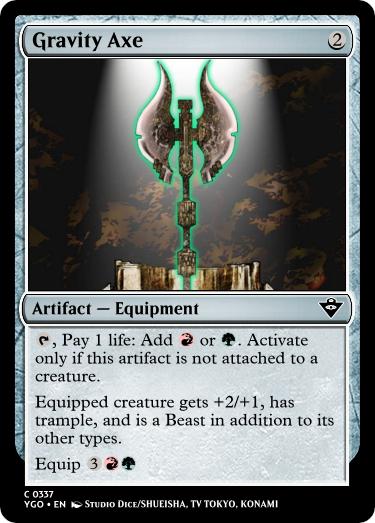 Gravity Axe 2
Artifact — Equipment
, Pay 1 life: Add or . Activate
only if this artifact is not attached to a
creature.
Equipped creature gets +2/+1, has
trample, and is a Beast in addition to its
other types.
Equip 3
C 0337
YGO • EN Studio Dice/SHUEISHA, TV TOKYO, KONAMI